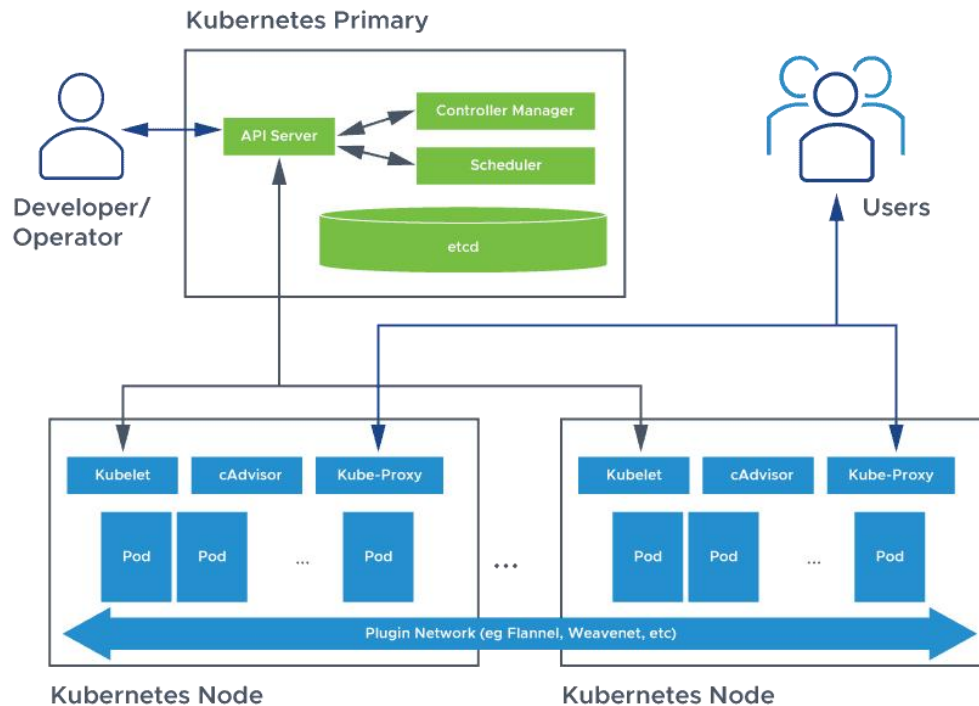 Kubernetes Primary
Controller Manager
API Server
Scheduler
etcd
Developer/
Operator
Users
Kubelet
cAdvisor
Kube-Proxy
Pod
Pod
...
Pod
...
Kubelet
cAdvisor
Kube-Proxy
Pod
Pod
...
Pod
Plugin Network (eg Flannel, Weavenet, etc)
Kubernetes Node
Kubernetes Node